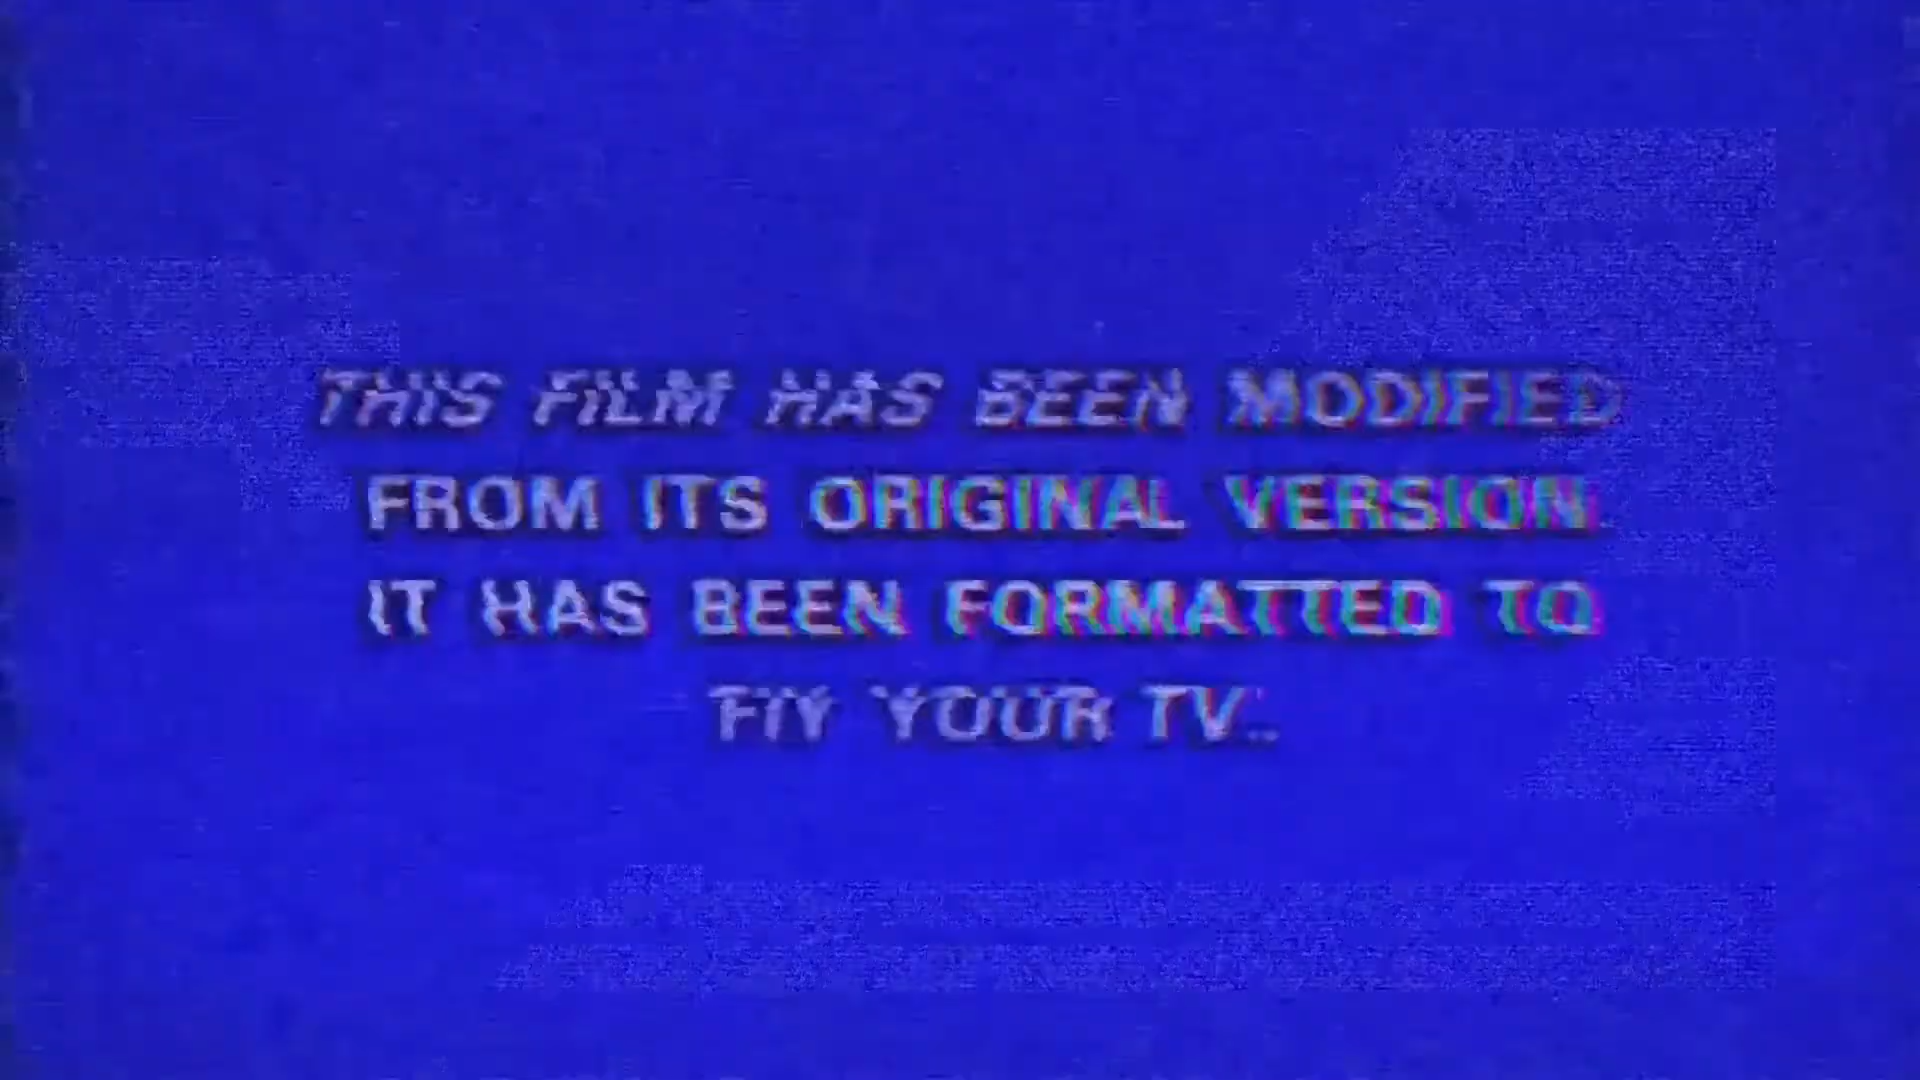 THIS FILM HAS BEEN MODIFIED
FROM ITS ORIGINAL VERSION.
IT HAS BEEN FORMATTED TO
FIT YOUR TV..